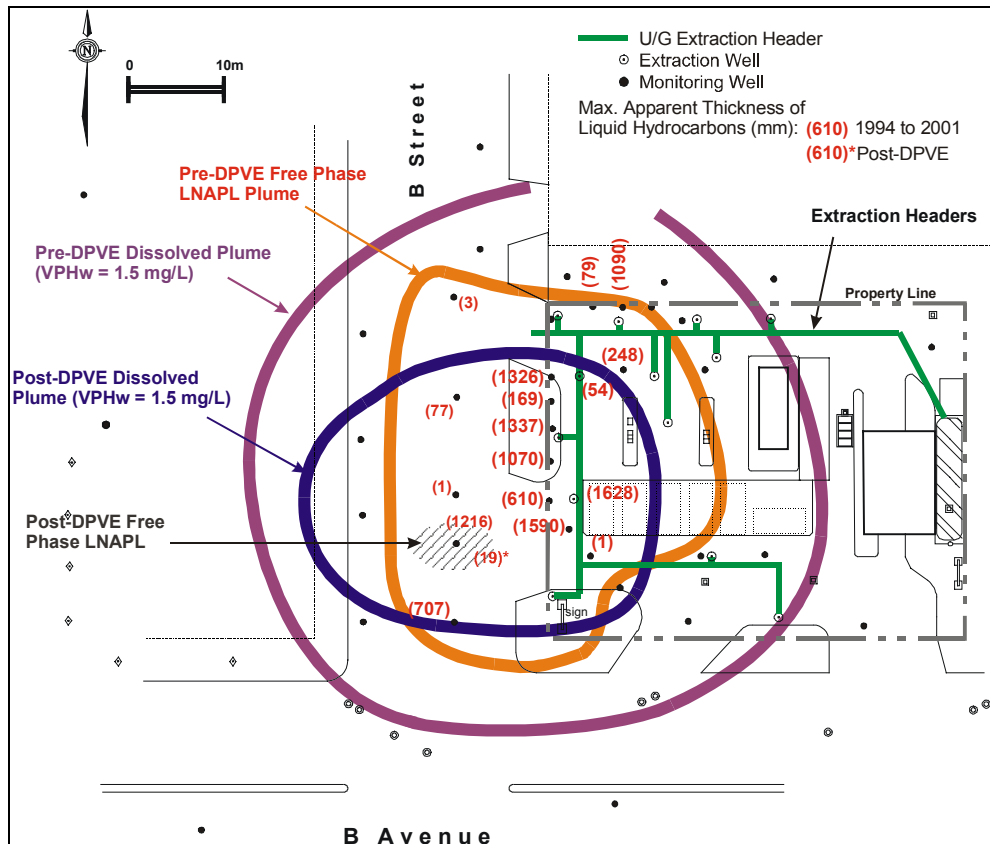 N
0 10m
U/G Extraction Header
Extraction Well
Monitoring Well
Max. Apparent Thickness of
Liquid Hydrocarbons (mm): (610) 1994 to 2001
(610)* Post-DPVE
B Street
Pre-DPVE Free Phase
LNAPL Plume
Extraction Headers
Pre-DPVE Dissolved Plume
(VPHw = 1.5 mg/L)
(79)
(1090)
Property Line
(3)
(248)
Post-DPVE Dissolved
Plume (VPHw = 1.5 mg/L)
(1326)
(54)
(169)
(77)
(1337)
(1070)
(1)
(610)
(1628)
Post-DPVE Free
Phase LNAPL
(1216)
(1590)
(1)
(19)*
(707)
sign
B Avenue